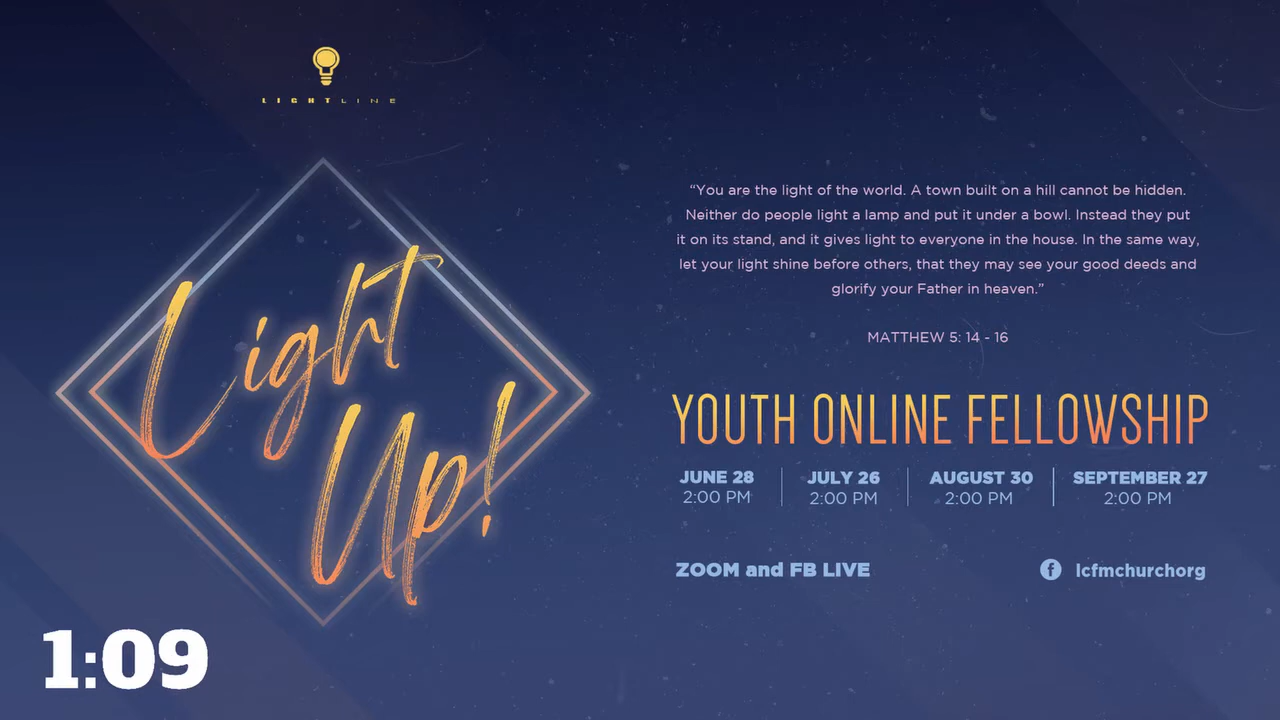 LIGHTLINE
Light
Up!
“You are the light of the world. A town built on a hill cannot be hidden.
Neither do people light a lamp and put it under a bowl. Instead they put
it on its stand, and it gives light to everyone in the house. In the same way,
let your light shine before others, that they may see your good deeds and
glorify your Father in heaven.”
MATTHEW 5: 14 - 16
YOUTH ONLINE FELLOWSHIP
JUNE 28 JULY 26 AUGUST 30 SEPTEMBER 27
2:00 PM 2:00 PM 2:00 PM 2:00 PM
ZOOM and FB LIVE lcfmchurchorg
1:09